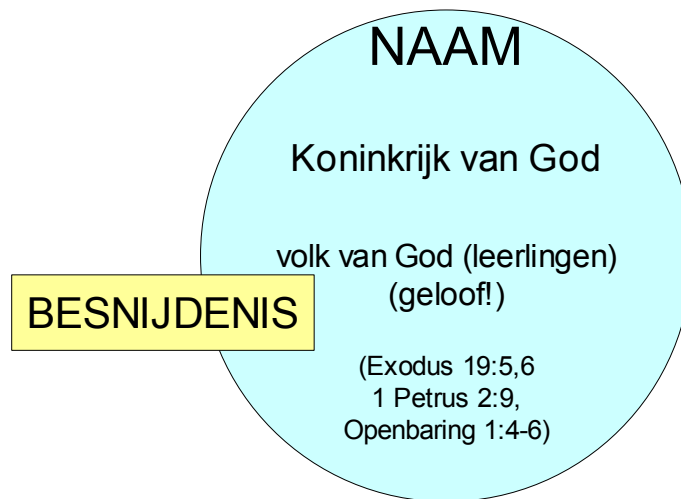 NAAM
Koninkrijk van God
volk van God (leerlingen)
(geloof!)
BESNIJDENIS
(Exodus 19:5,6
1 Petrus 2:9,
Openbaring 1:4-6)